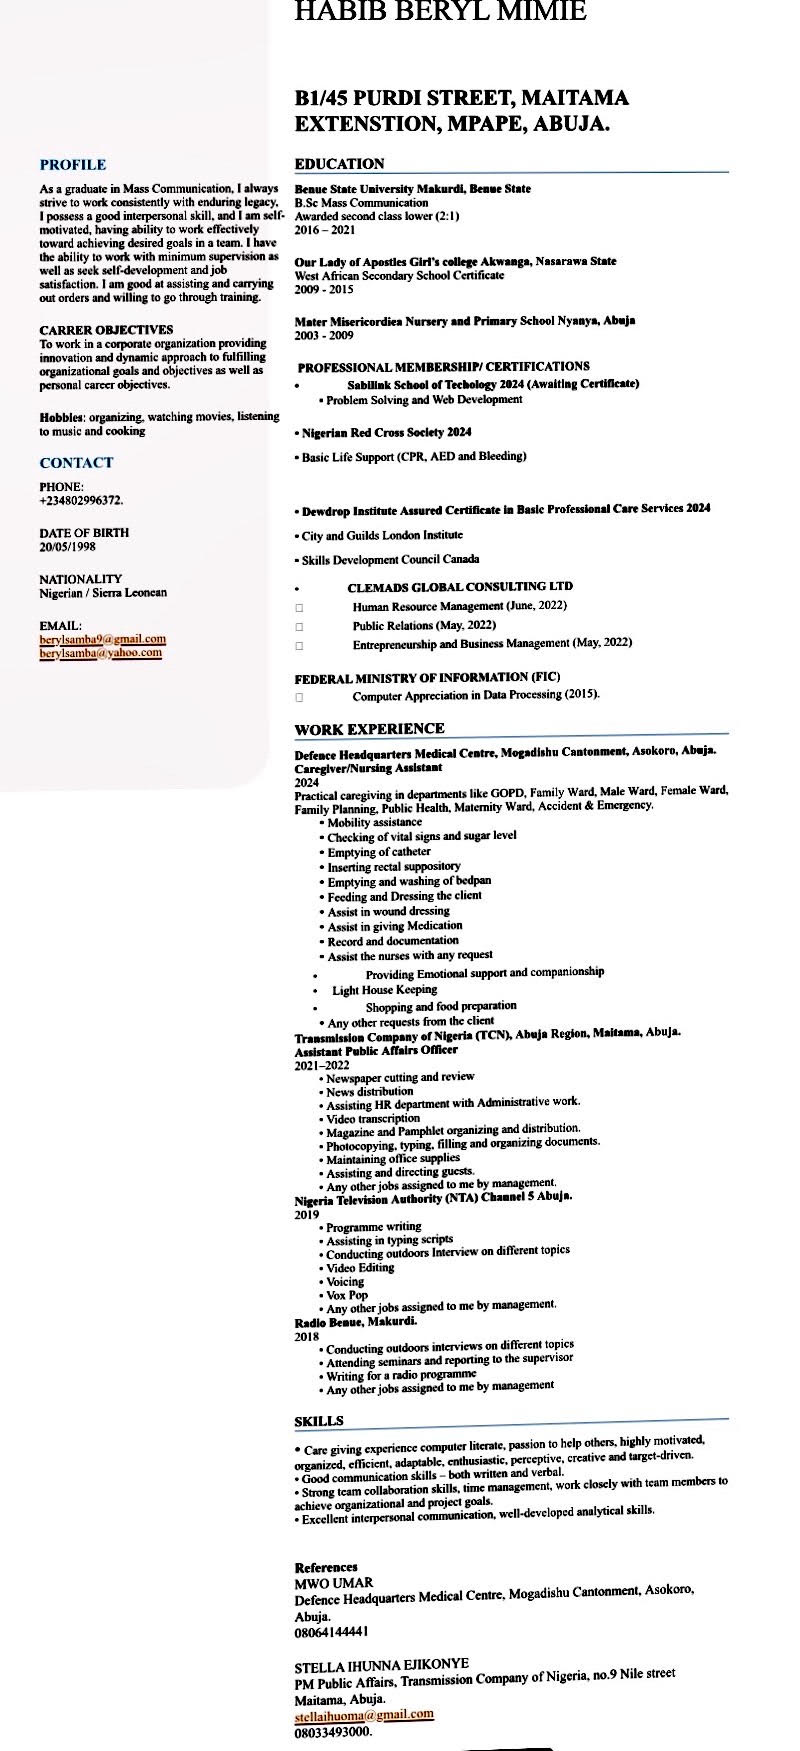 HABIB BERYL MIMIE
B1/45 PURDI STREET, MAITAMA
EXTENSTION, MPAPE, ABUJA.
PROFILE
As a graduate in Mass Communication, I always
strive to work consistently with enduring legacy,
I possess a good interpersonal skill, and I am self-
motivated, having ability to work effectively
toward achieving desired goals in a team. I have
the ability to work with minimum supervision as
well as seek self-development and job
satisfaction. I am good at assisting and carrying
out orders and willing to go through training.
CARRER OBJECTIVES
To work in a corporate organization providing
innovation and dynamic approach to fulfilling
organizational goals and objectives as well as
personal career objectives.
Hobbles: organizing, watching movies, listening
to music and cooking
CONTACT
PHONE:
+234802996372.
DATE OF BIRTH
20/05/1998
NATIONALITY
Nigerian / Sierra Leonean
EMAIL:
berylsamba9@gmail.com
berylsamba@yahoo.com
EDUCATION
Benue State University Makurdi, Benue State
B.Sc Mass Communication
Awarded second class lower (2:1)
2016 – 2021
Our Lady of Apostles Girl's college Akwanga, Nasarawa State
West African Secondary School Certificate
2009 - 2015
Mater Misericordiea Nursery and Primary School Nyanya, Abuja
2003 - 2009
PROFESSIONAL MEMBERSHIP/ CERTIFICATIONS
• Sabilink School of Techology 2024 (Awaiting Certificate)
• Problem Solving and Web Development
• Nigerian Red Cross Society 2024
• Basic Life Support (CPR, AED and Bleeding)
• Dewdrop Institute Assured Certificate in Basic Professional Care Services 2024
• City and Guilds London Institute
• Skills Development Council Canada
• CLEMADS GLOBAL CONSULTING LTD
□ Human Resource Management (June, 2022)
□ Public Relations (May, 2022)
□ Entrepreneurship and Business Management (May, 2022)
FEDERAL MINISTRY OF INFORMATION (FIC)
□ Computer Appreciation in Data Processing (2015).
WORK EXPERIENCE
Defence Headquarters Medical Centre, Mogadishu Cantonment, Asokoro, Abuja.
Caregiver/Nursing Assistant
2024
Practical caregiving in departments like GOPD, Family Ward, Male Ward, Female Ward,
Family Planning, Public Health, Maternity Ward, Accident & Emergency.
• Mobility assistance
• Checking of vital signs and sugar level
• Emptying of catheter
• Inserting rectal suppository
• Emptying and washing of bedpan
• Feeding and Dressing the client
• Assist in wound dressing
• Assist in giving Medication
• Record and documentation
• Assist the nurses with any request
• Providing Emotional support and companionship
• Light House Keeping
• Shopping and food preparation
• Any other requests from the client
Transmission Company of Nigeria (TCN), Abuja Region, Maitama, Abuja.
Assistant Public Affairs Officer
2021–2022
• Newspaper cutting and review
• News distribution
• Assisting HR department with Administrative work.
• Video transcription
• Magazine and Pamphlet organizing and distribution.
• Photocopying, typing, filling and organizing documents.
• Maintaining office supplies
• Assisting and directing guests.
• Any other jobs assigned to me by management.
Nigeria Television Authority (NTA) Channel 5 Abuja.
2019
• Programme writing
• Assisting in typing scripts
• Conducting outdoors Interview on different topics
• Video Editing
• Voicing
• Vox Pop
• Any other jobs assigned to me by management.
Radio Benue, Makurdi.
2018
• Conducting outdoors interviews on different topics
• Attending seminars and reporting to the supervisor
• Writing for a radio programme
• Any other jobs assigned to me by management
SKILLS
• Care giving experience computer literate, passion to help others, highly motivated,
organized, efficient, adaptable, enthusiastic, perceptive, creative and target-driven.
• Good communication skills – both written and verbal.
• Strong team collaboration skills, time management, work closely with team members to
achieve organizational and project goals.
• Excellent interpersonal communication, well-developed analytical skills.
References
MWO UMAR
Defence Headquarters Medical Centre, Mogadishu Cantonment, Asokoro,
Abuja.
08064144441
STELLA IHUNNA EJIKONYE
PM Public Affairs, Transmission Company of Nigeria, no.9 Nile street
Maitama, Abuja.
stellaihuoma@gmail.com
08033493000.